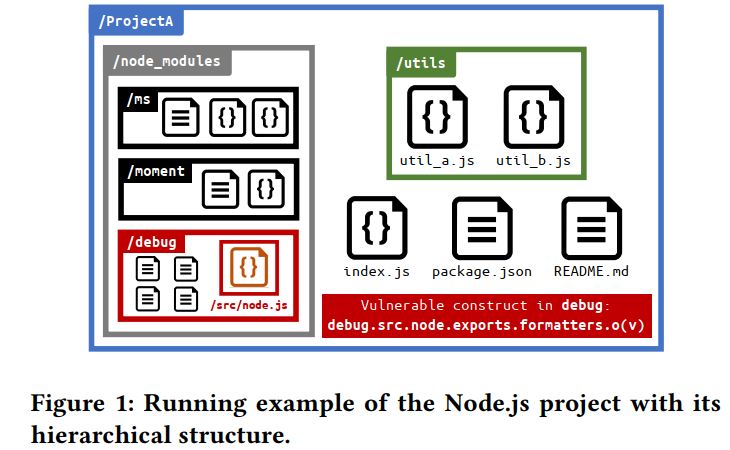 /ProjectA
/node_modules
/ms
/moment
/debug
/src/node.js
/utils
util_a.js
util_b.js
index.js
package.json
README.md
Vulnerable construct in debug:
debug.src.node.exports.formatters.o(v)
Figure 1: Running example of the Node.js project with its
hierarchical structure.